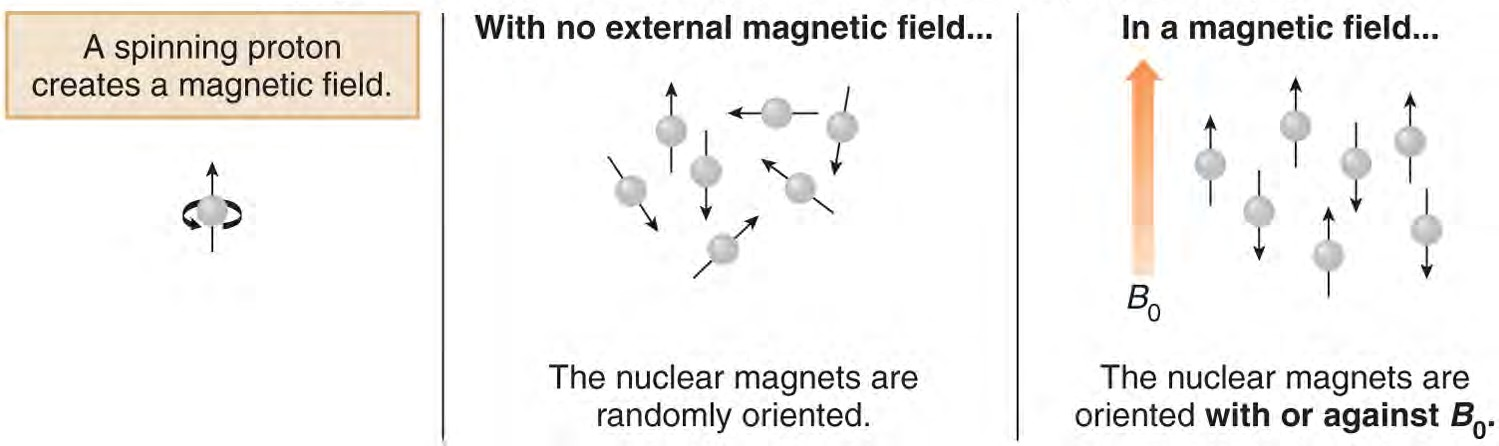 A spinning proton
creates a magnetic field.
With no external magnetic field...
The nuclear magnets are
randomly oriented.
In a magnetic field...
B₀
The nuclear magnets are
oriented with or against B₀.